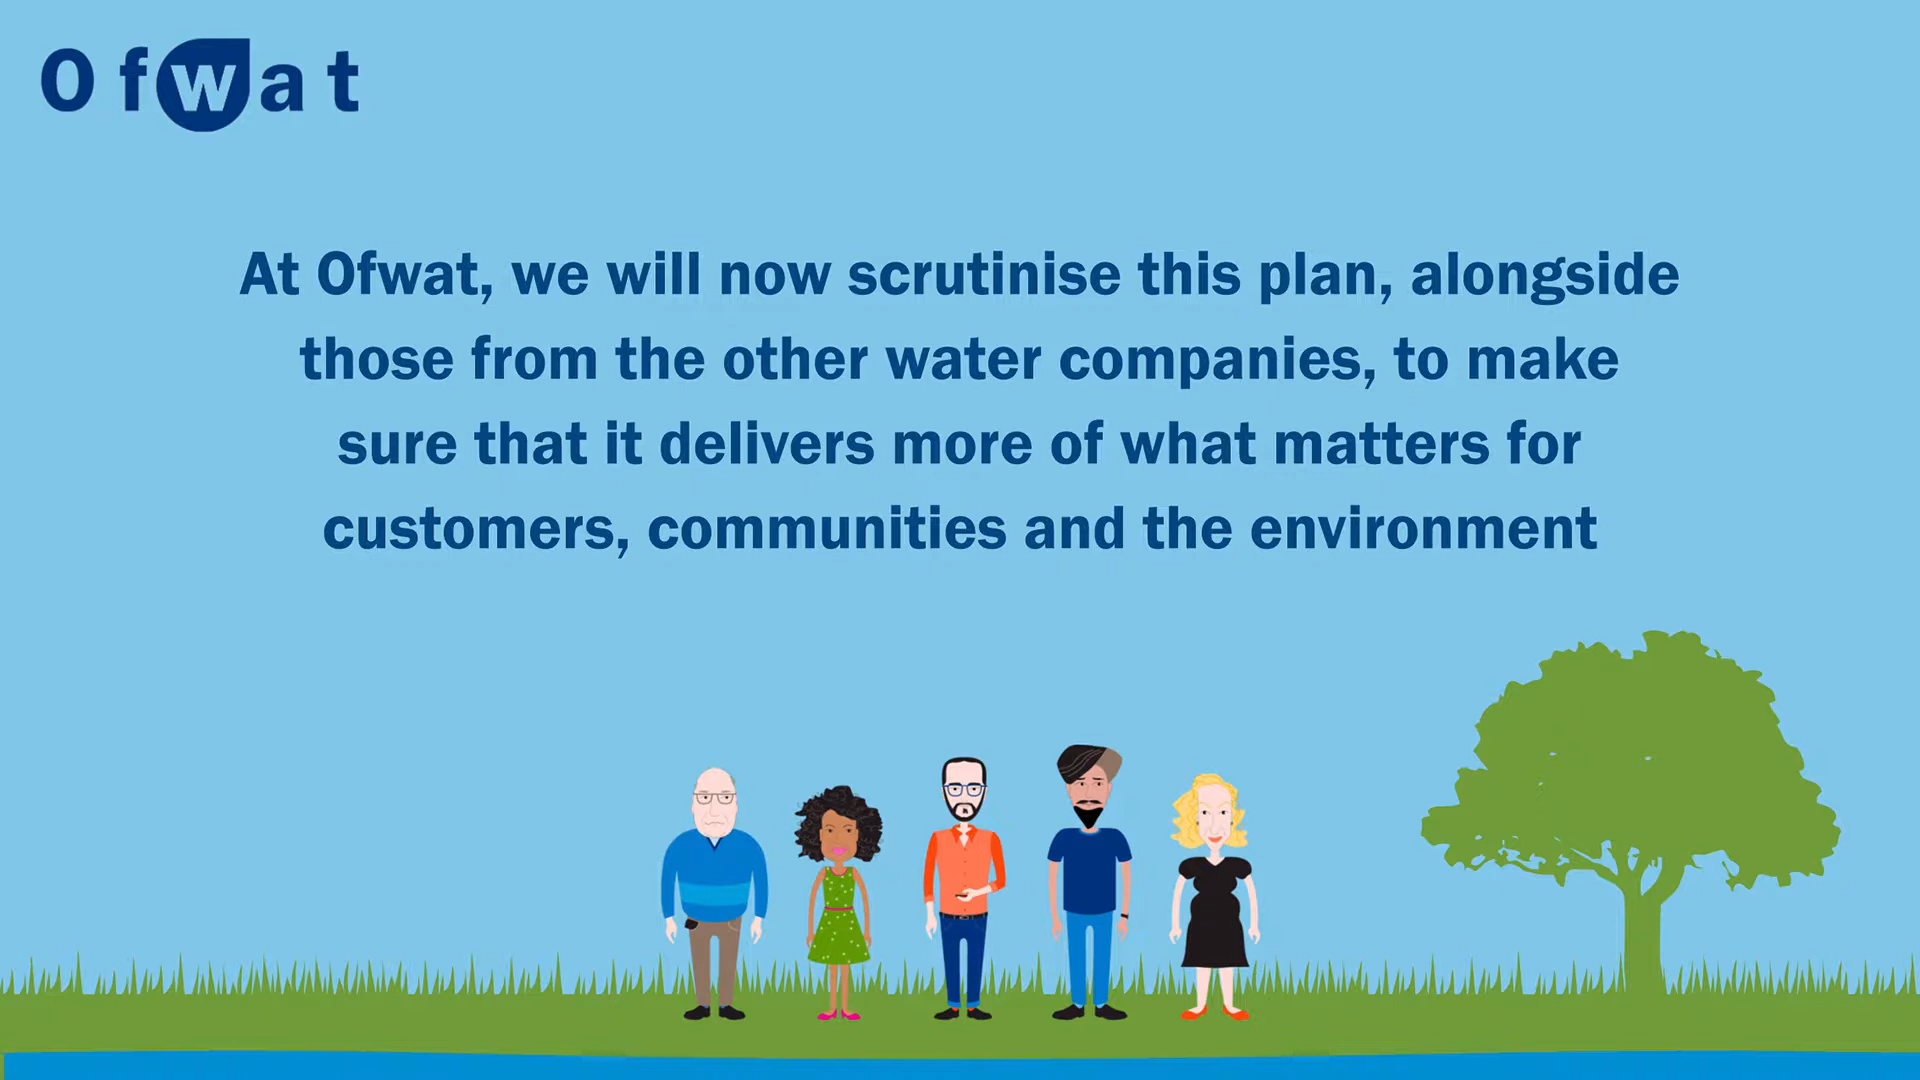 Ofwat
At Ofwat, we will now scrutinise this plan, alongside
those from the other water companies, to make
sure that it delivers more of what matters for
customers, communities and the environment